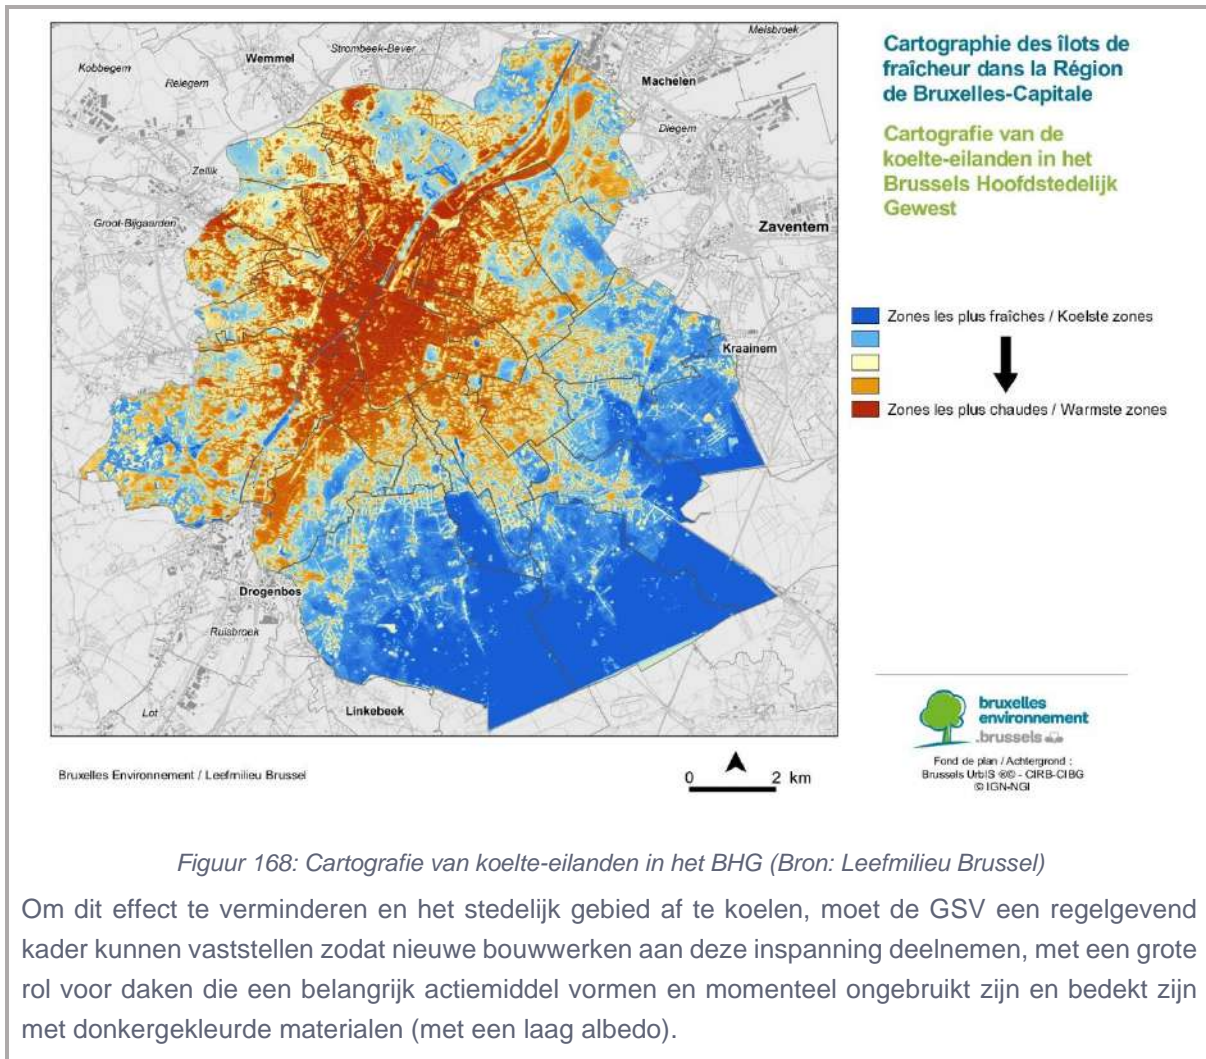 Melsbroek
Strombeek-Bever
Wemmel
Kobbegem
Relegem
Machelen
Diegem
Zellik
Groot-Bijgaarden
Zaventem
Kraainem
Drogenbos
Ruisbroek
Linkebeek
Lot
Cartographie des îlots de
fraîcheur dans la Région
de Bruxelles-Capitale
Cartografie van de
koelte-eilanden in het
Brussels Hoofdstedelijk
Gewest
Zones les plus fraîches / Koelste zones
Zones les plus chaudes / Warmste zones
bruxelles
environnement
.brussels
Fond de plan / Achtergrond :
Brussels UrbIS ®© - CIRB-CIBG
© IGN-NGI
Bruxelles Environnement / Leefmilieu Brussel
0 2 km
Figuur 168: Cartografie van koelte-eilanden in het BHG (Bron: Leefmilieu Brussel)
Om dit effect te verminderen en het stedelijk gebied af te koelen, moet de GSV een regelgevend
kader kunnen vaststellen zodat nieuwe bouwwerken aan deze inspanning deelnemen, met een grote
rol voor daken die een belangrijk actiemiddel vormen en momenteel ongebruikt zijn en bedekt zijn
met donkergekleurde materialen (met een laag albedo).